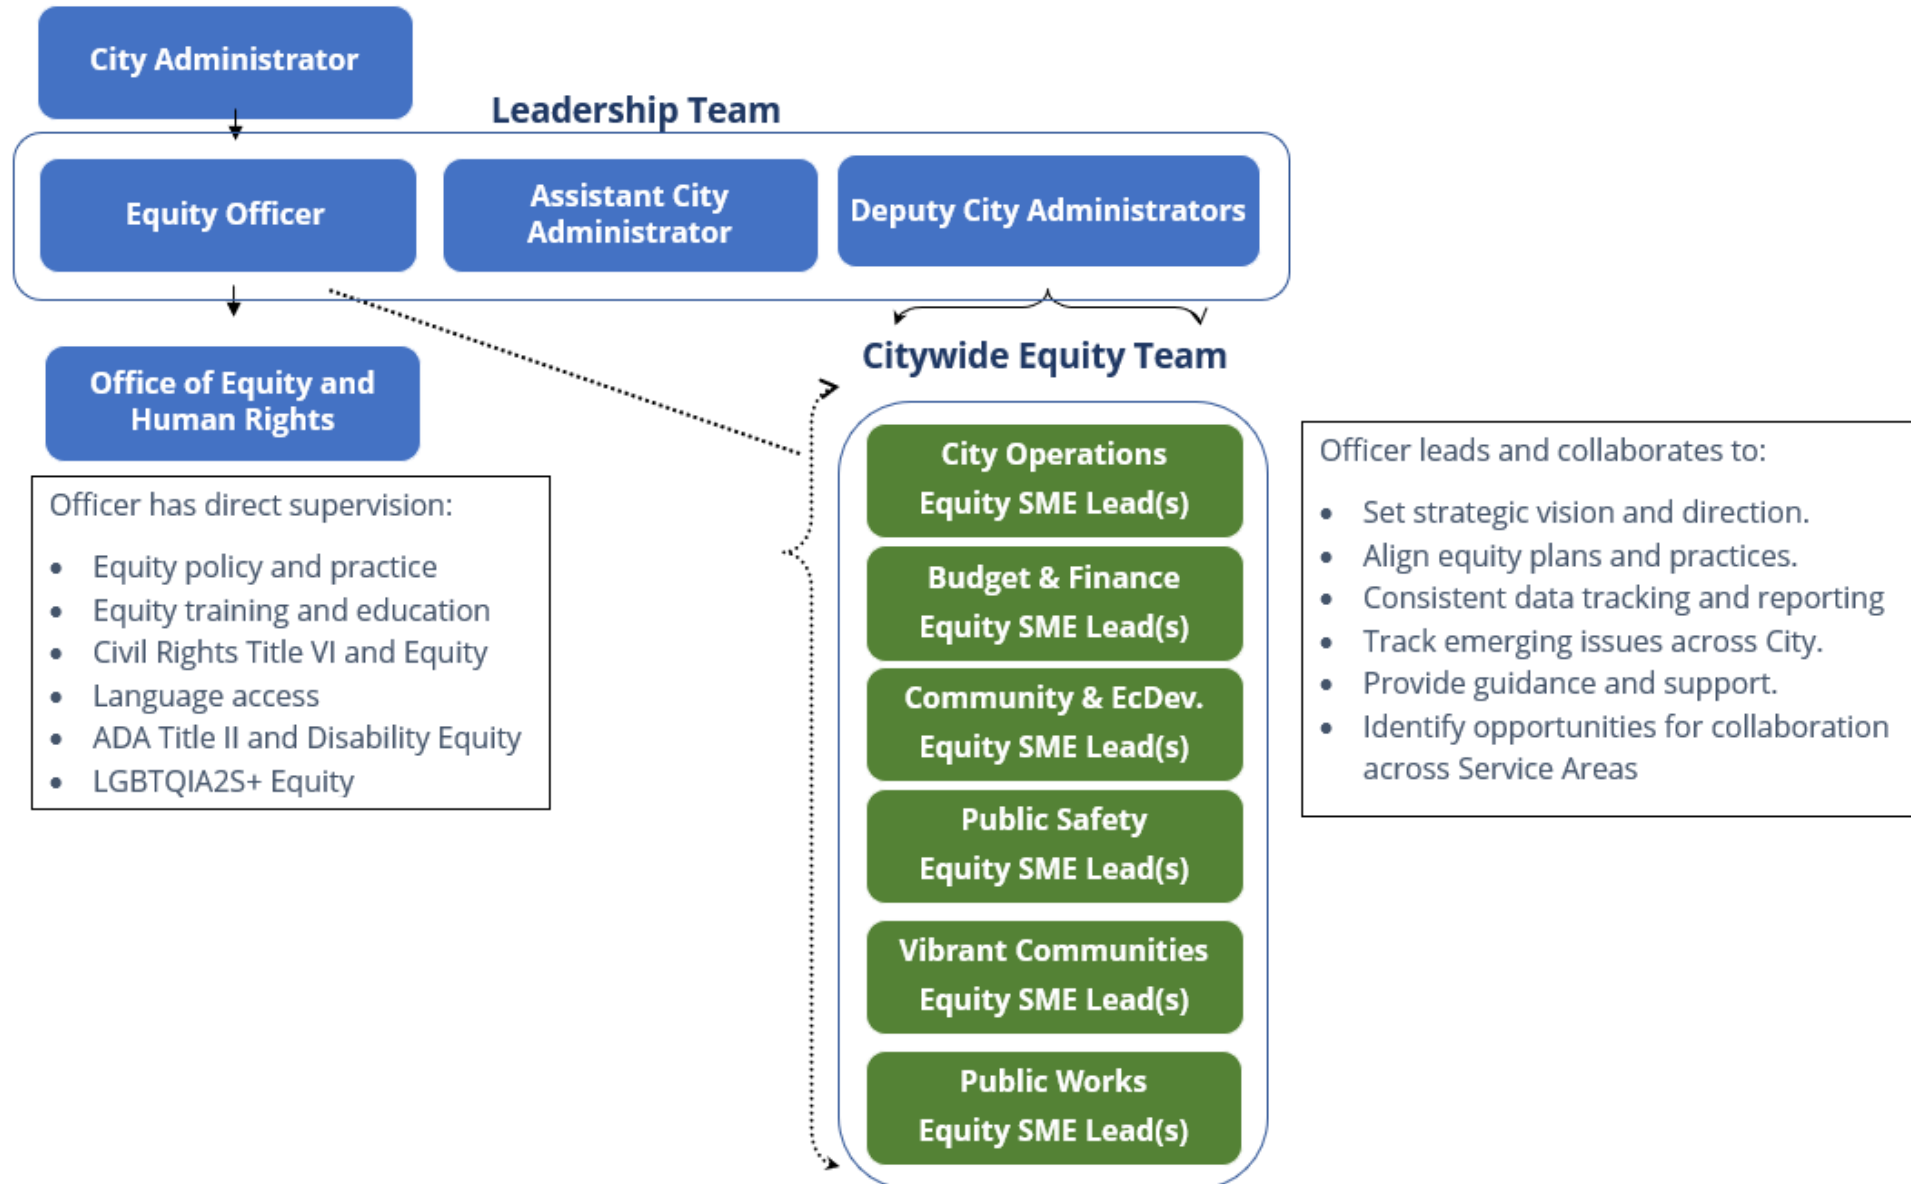 City Administrator
Leadership Team
Equity Officer
Assistant City
Administrator
Deputy City Administrators
Office of Equity and
Human Rights
Officer has direct supervision:
• Equity policy and practice
• Equity training and education
• Civil Rights Title VI and Equity
• Language access
• ADA Title II and Disability Equity
• LGBTQIA2S+ Equity
Citywide Equity Team
City Operations
Equity SME Lead(s)
Budget & Finance
Equity SME Lead(s)
Community & EcDev.
Equity SME Lead(s)
Public Safety
Equity SME Lead(s)
Vibrant Communities
Equity SME Lead(s)
Public Works
Equity SME Lead(s)
Officer leads and collaborates to:
• Set strategic vision and direction.
• Align equity plans and practices.
• Consistent data tracking and reporting
• Track emerging issues across City.
• Provide guidance and support.
• Identify opportunities for collaboration
across Service Areas